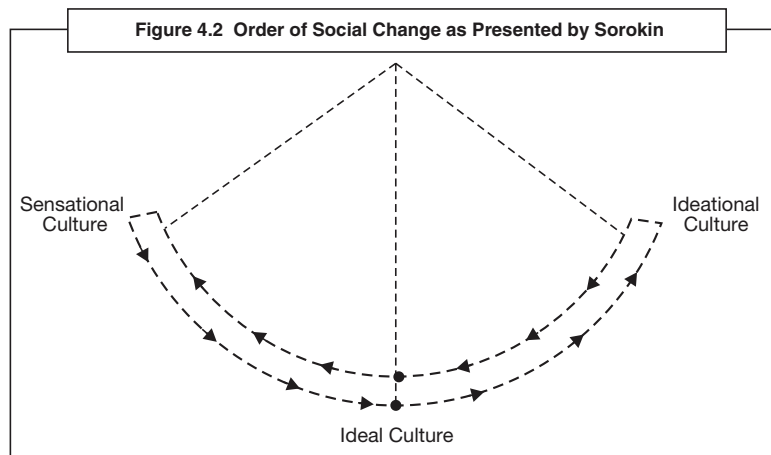 Figure 4.2 Order of Social Change as Presented by Sorokin
Sensational
Culture
Ideational
Culture
Ideal Culture